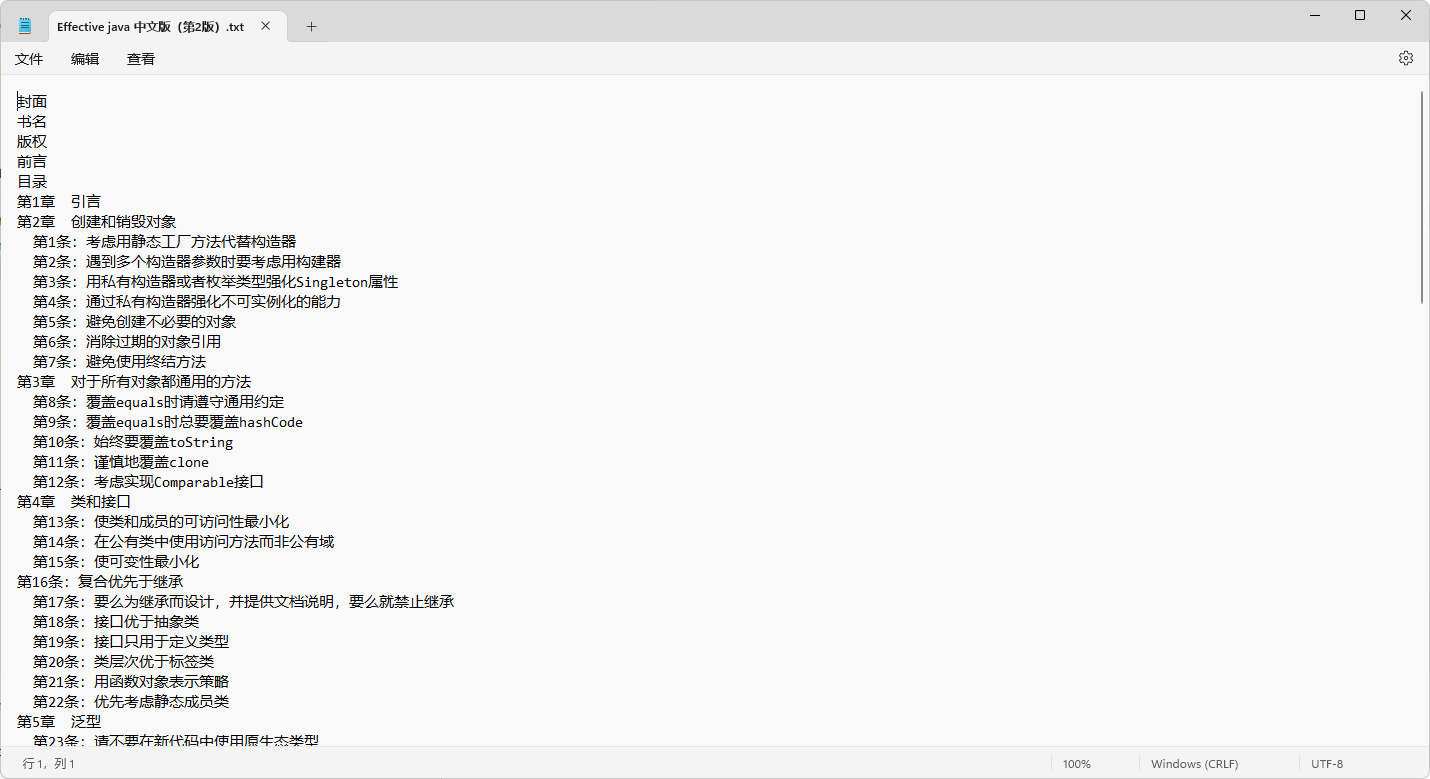 Effective java 中文版（第2版）.txt
文件 编辑 查看
封面
书名
版权
前言
目录
第1章　引言
第2章　创建和销毁对象
　第1条：考虑用静态工厂方法代替构造器
　第2条：遇到多个构造器参数时要考虑用构建器
　第3条：用私有构造器或者枚举类型强化Singleton属性
　第4条：通过私有构造器强化不可实例化的能力
　第5条：避免创建不必要的对象
　第6条：消除过期的对象引用
　第7条：避免使用终结方法
第3章　对于所有对象都通用的方法
　第8条：覆盖equals时请遵守通用约定
　第9条：覆盖equals时总要覆盖hashCode
　第10条：始终要覆盖toString
　第11条：谨慎地覆盖clone
　第12条：考虑实现Comparable接口
第4章　类和接口
　第13条：使类和成员的可访问性最小化
　第14条：在公有类中使用访问方法而非公有域
　第15条：使可变性最小化
第16条：复合优先于继承
　第17条：要么为继承而设计，并提供文档说明，要么就禁止继承
　第18条：接口优于抽象类
　第19条：接口只用于定义类型
　第20条：类层次优于标签类
　第21条：用函数对象表示策略
　第22条：优先考虑静态成员类
第5章　泛型
　第23条：请不要在新代码中使用原生态类型
行 1，列 1 100% Windows (CRLF) UTF-8